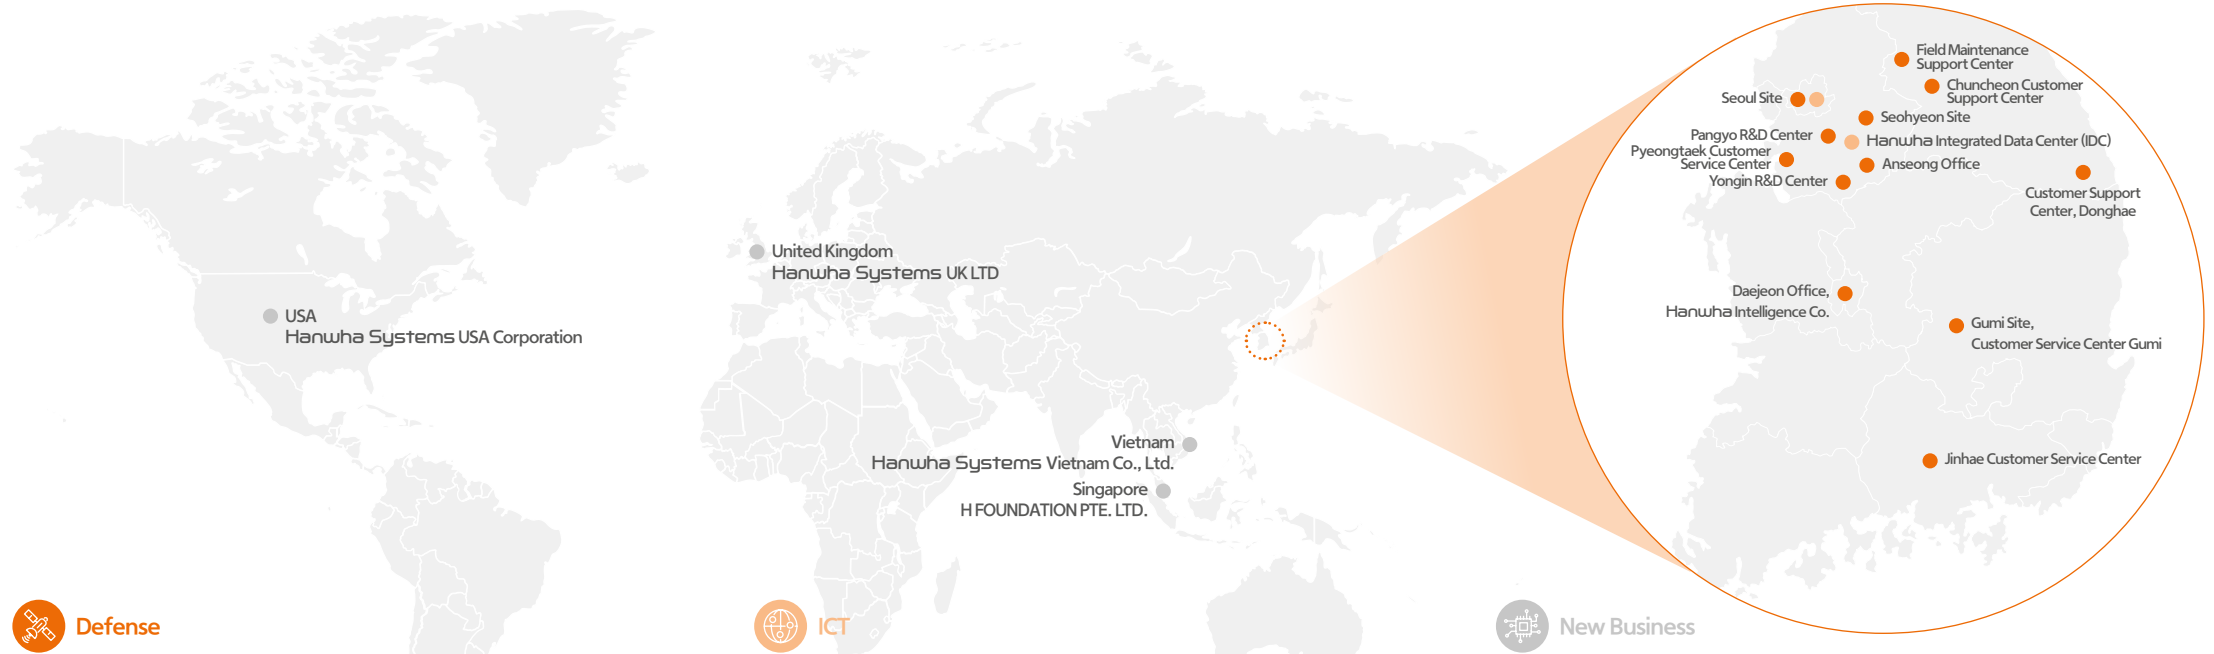 USA
Hanwha Systems USA Corporation
United Kingdom
Hanwha Systems UK LTD
Vietnam
Hanwha Systems Vietnam Co., Ltd.
Singapore
H FOUNDATION PTE. LTD.
Field Maintenance
Support Center
Chuncheon Customer
Support Center
Seoul Site
Seohyeon Site
Pangyo R&D Center
Hanwha Integrated Data Center (IDC)
Pyeongtaek Customer
Service Center
Anseong Office
Yongin R&D Center
Customer Support
Center, Donghae
Daejeon Office,
Hanwha Intelligence Co.
Gumi Site,
Customer Service Center Gumi
Jinhae Customer Service Center
Defense
ICT
New Business